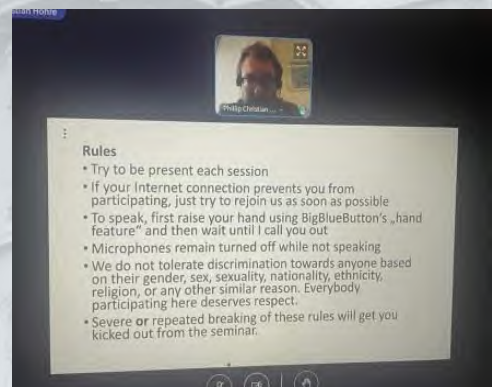 Phillip Christian ...
Rules
• Try to be present each session
• If your Internet connection prevents you from
participating, just try to rejoin us as soon as possible
• To speak, first raise your hand using BigBlueButton's „hand
feature" and then wait until I call you out
• Microphones remain turned off while not speaking
• We do not tolerate discrimination towards anyone based
on their gender, sex, sexuality, nationality, ethnicity,
religion, or any other similar reason. Everybody
participating here deserves respect.
• Severe or repeated breaking of these rules will get you
kicked out from the seminar.